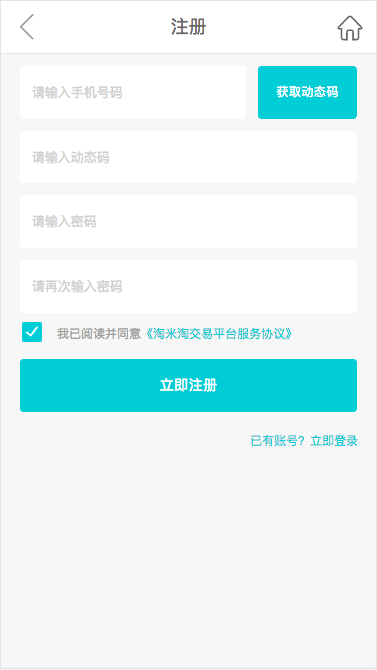 注册
请输入手机号码
获取动态码
请输入动态码
请输入密码
请再次输入密码
我已阅读并同意《淘米淘交易平台服务协议》
立即注册
已有账号? 立即登录